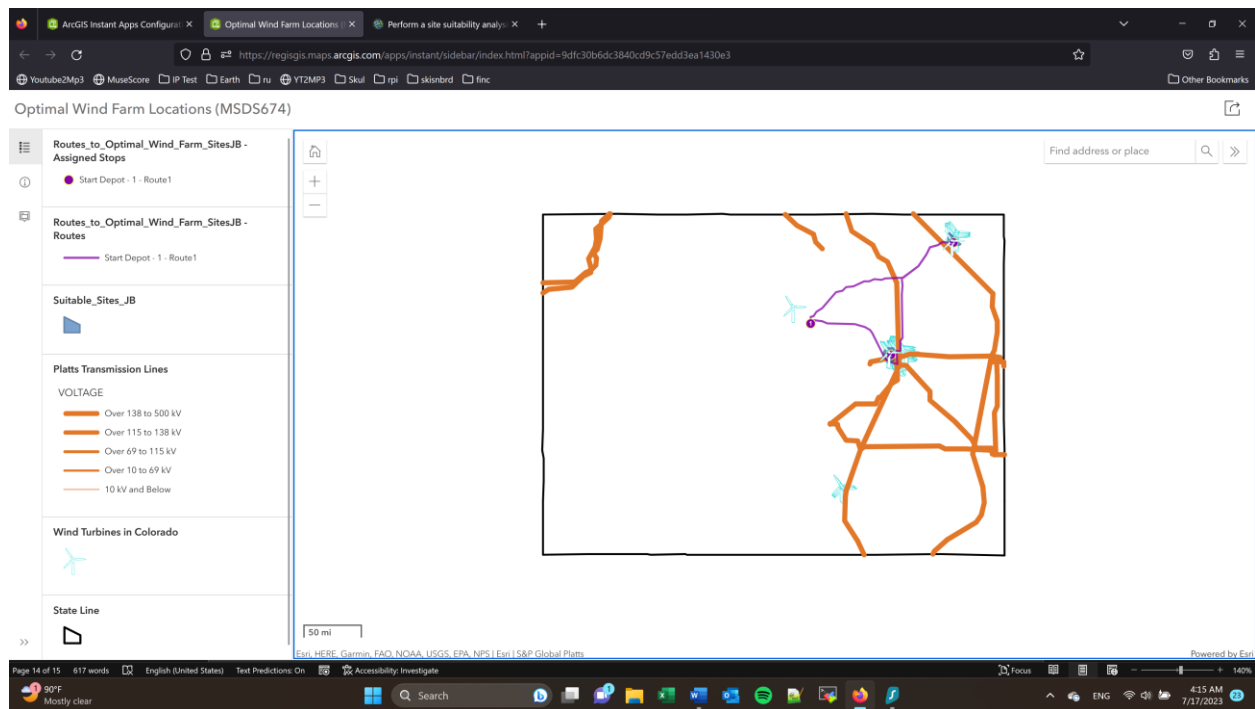 ArcGIS Instant Apps Configurat
Optimal Wind Farm Locations (
Perform a site suitability analys
https://regisgis.maps.arcgis.com/apps/instant/sidebar/index.html?appid=9dfc30b6dc3840cd9c57edd3ea1430e3
Youtube2Mp3 MuseScore IP Test Earth ru YT2MP3 Skul rpi skisnbrd finc Other Bookmarks
Optimal Wind Farm Locations (MSDS674)
Routes_to_Optimal_Wind_Farm_SitesJB -
Assigned Stops
Start Depot - 1 - Route1
Routes_to_Optimal_Wind_Farm_SitesJB -
Routes
Start Depot - 1 - Route1
Suitable_Sites_JB
Platts Transmission Lines
VOLTAGE
Over 138 to 500 kV
Over 115 to 138 kV
Over 69 to 115 kV
Over 10 to 69 kV
10 kV and Below
Wind Turbines in Colorado
State Line
Find address or place
1
50 mi
Esri, HERE, Garmin, FAO, NOAA, USGS, EPA, NPS | Esri | S&P Global Platts
Powered by Esri
Page 14 of 15 617 words English (United States) Text Predictions: On Accessibility: Investigate Focus 140%
1
90°F
Mostly clear
Search
ENG
4:15 AM
7/17/2023
23